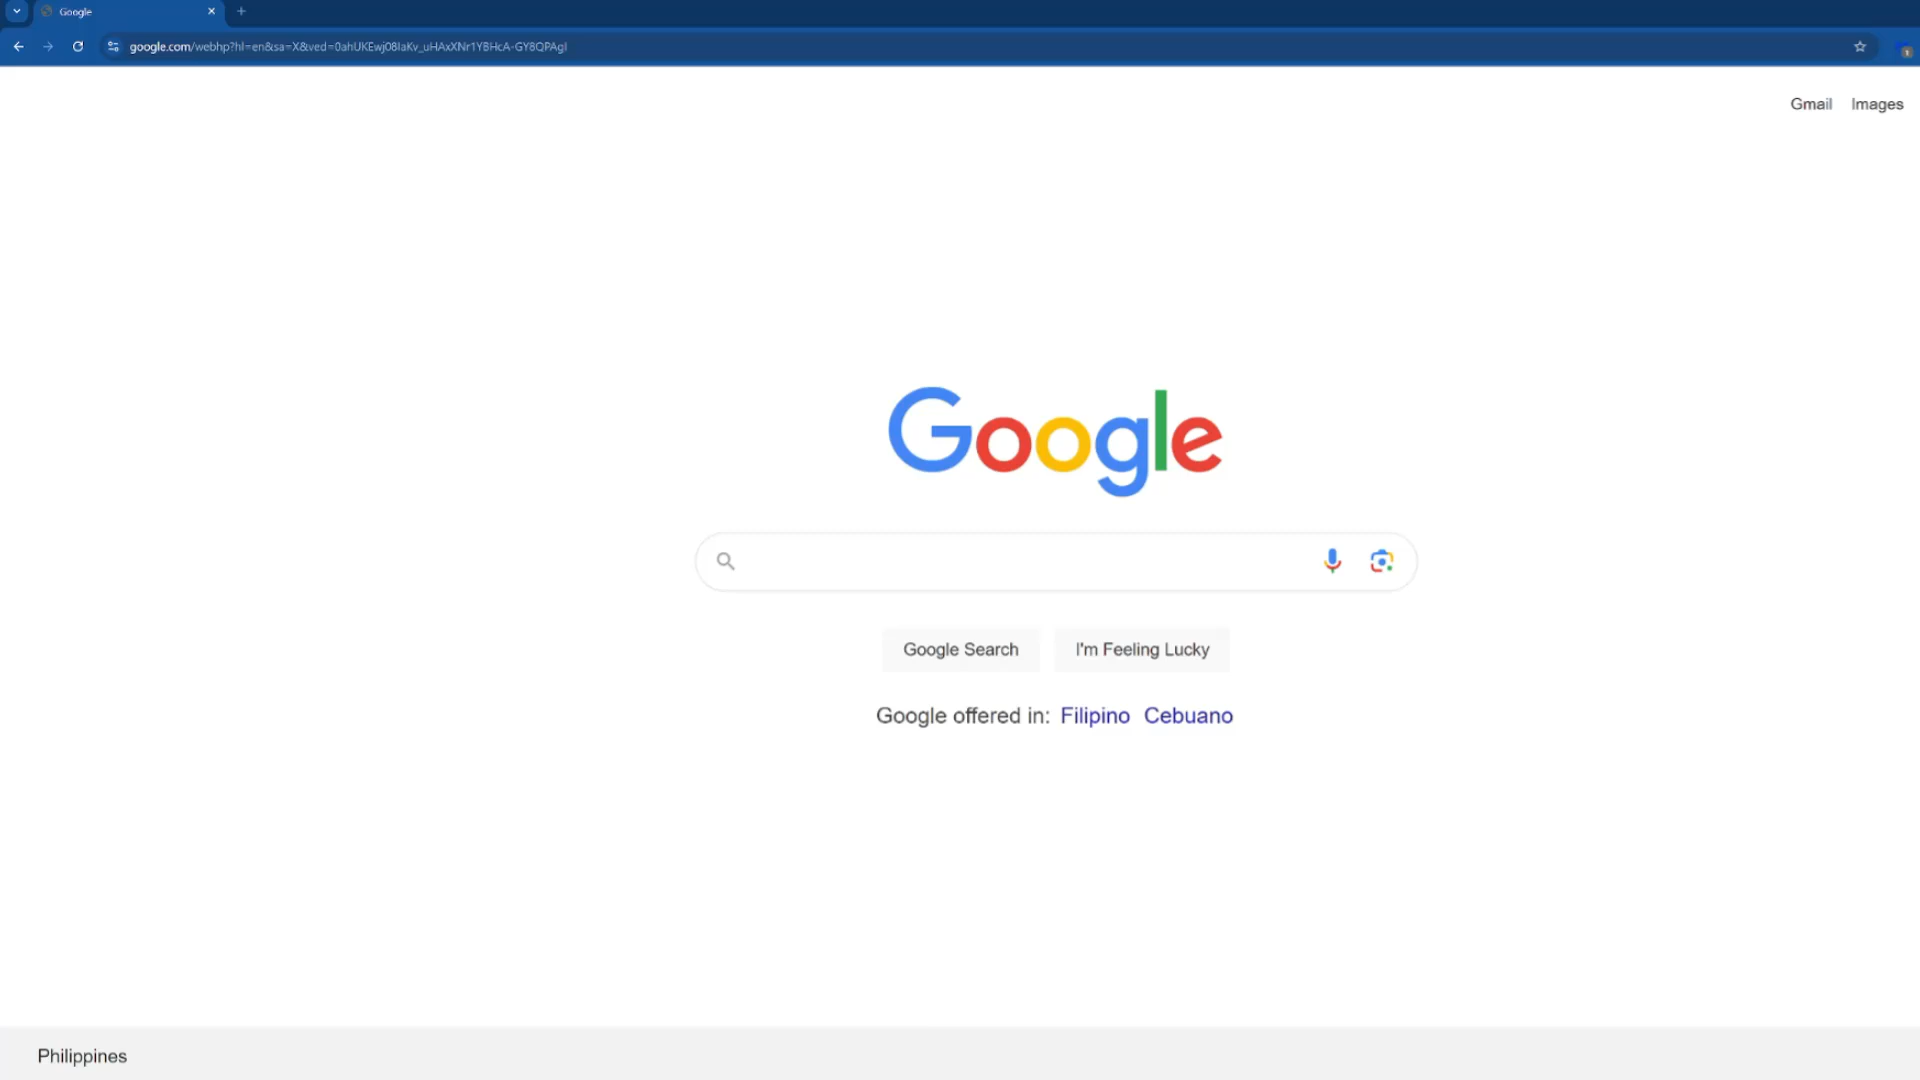 Google
google.com/webhp?hl=en&sa=X&ved=0ahUKEwj08IaKv_uHAxXNr1YBHcA-GY8QPAgI
Gmail Images
Google
Google Search I'm Feeling Lucky
Google offered in: Filipino Cebuano
Philippines